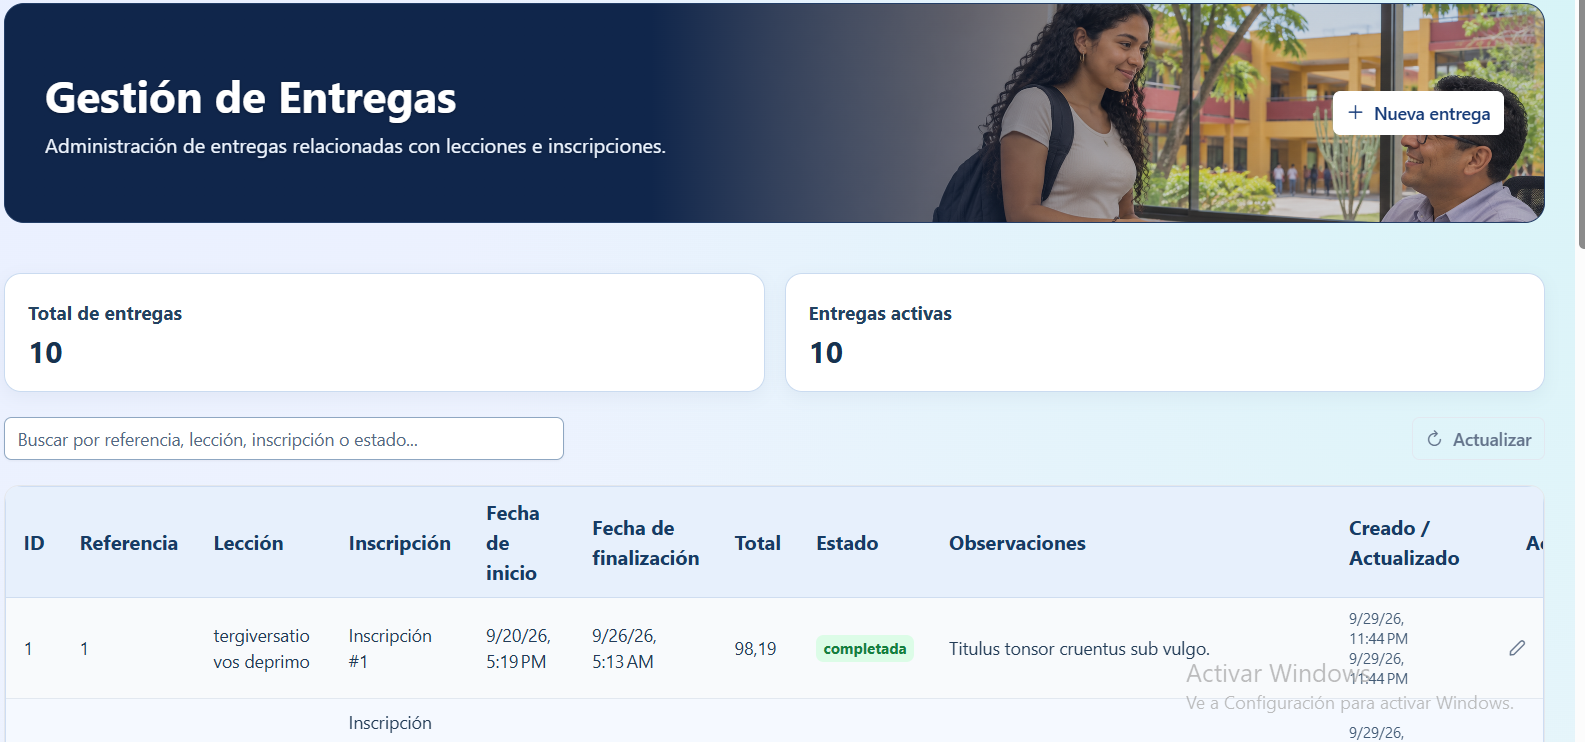 Gestión de Entregas
Administración de entregas relacionadas con lecciones e inscripciones.
+ Nueva entrega
Total de entregas
10
Entregas activas
10
Buscar por referencia, lección, inscripción o estado...
Actualizar
ID
Referencia
Lección
Inscripción
Fecha
de
inicio
Fecha de
finalización
Total
Estado
Observaciones
Creado /
Actualizado
1
1
tergiversatio
vos deprimo
Inscripción
#1
9/20/26,
5:19 PM
9/26/26,
5:13 AM
98,19
completada
Titulus tonsor cruentus sub vulgo.
9/29/26,
11:44 PM
9/29/26,
11:44 PM
Activar Windows
Ve a Configuración para activar Windows.
Inscripción
9/29/26,